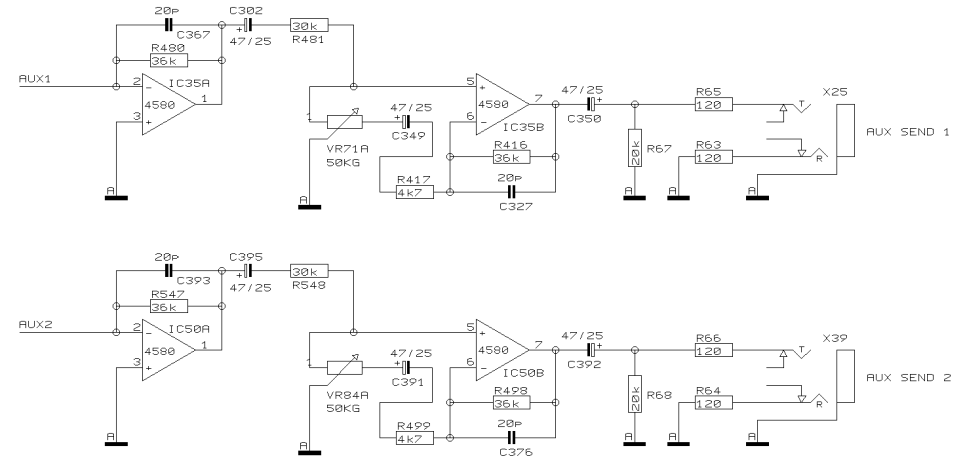 20p
C302
C367
+
47/25
30k
R481
R480
36k
AUX1
2
−
IC35A
4580
1
3
+
1
VR71A
50KG
47/25
+
C349
R417
4k7
5
+
4580
7
6
−
IC35B
R416
36k
20p
C327
47/25
+
C350
20k
R67
R65
120
R63
120
T
R
X25
AUX SEND 1
A
A
A
A
A
20p
C395
C393
+
47/25
30k
R548
R547
36k
AUX2
2
−
IC50A
4580
1
3
+
1
VR84A
50KG
47/25
+
C391
R499
4k7
5
+
4580
7
6
−
IC50B
R498
36k
20p
C376
47/25
+
C392
20k
R68
R66
120
R64
120
T
R
X39
AUX SEND 2
A
A
A
A
A